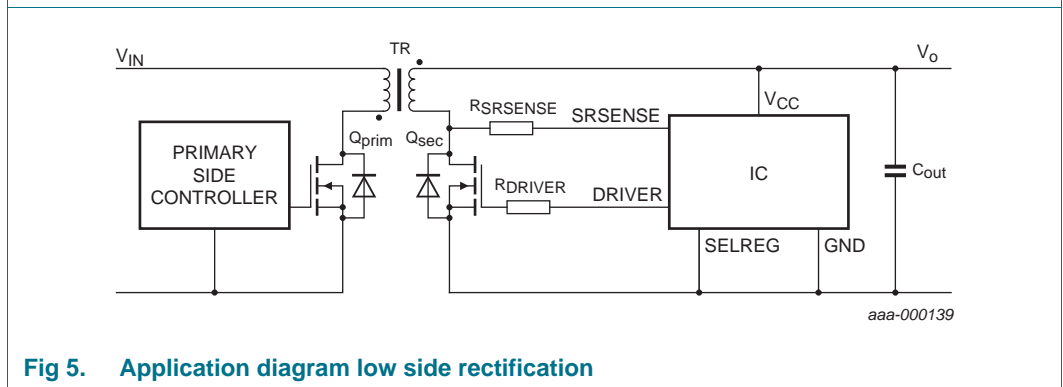 TR
V_IN
V_o
R_SRSENSE
SRSENSE
V_CC
Q_prim
Q_sec
PRIMARY
SIDE
CONTROLLER
IC
C_out
R_DRIVER
DRIVER
SELREG
GND
aaa-000139
Fig 5. Application diagram low side rectification